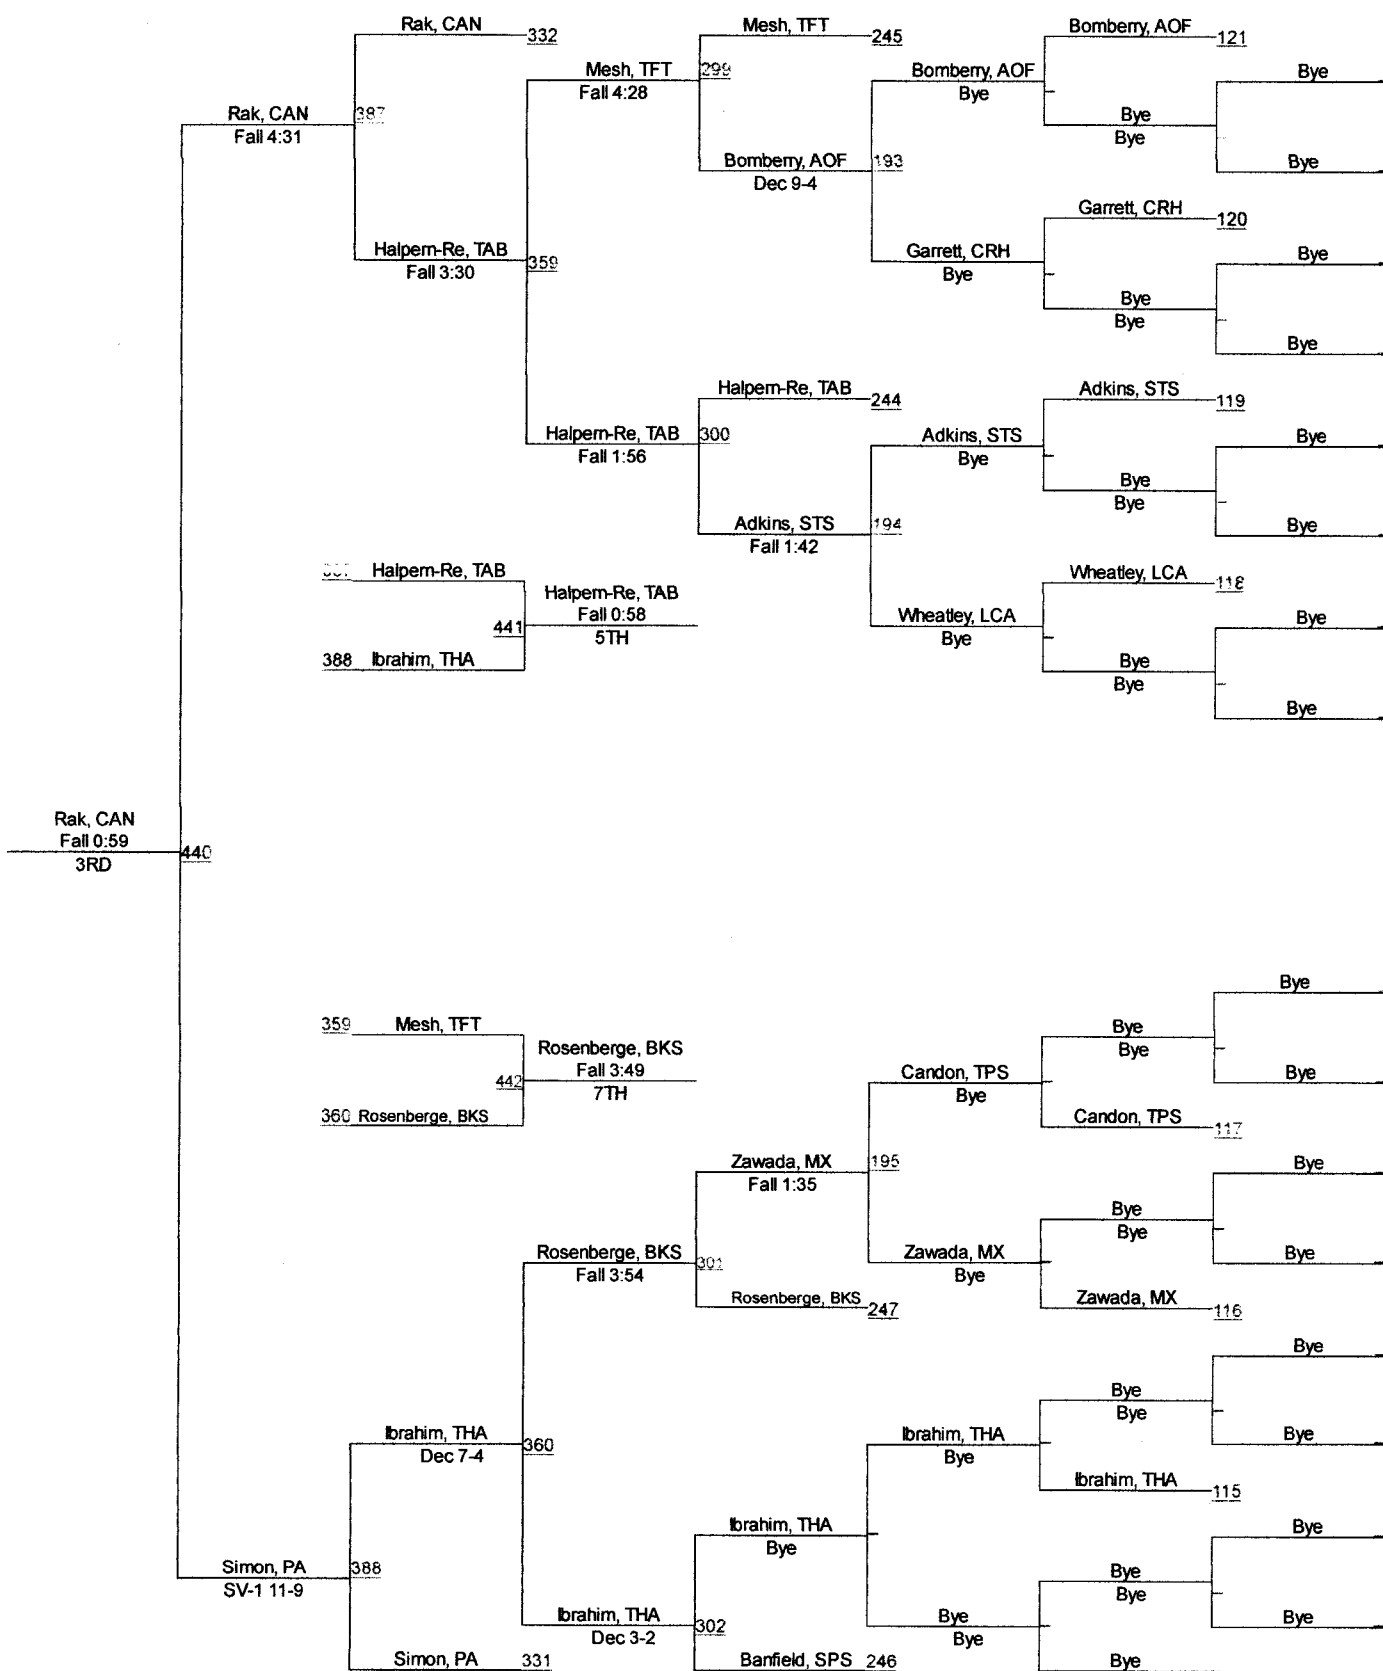 Rak, CAN
332
Mesh, TFT
245
Bomberry, AOF
121
Mesh, TFT
299
Fall 4:28
Bomberry, AOF
Bye
Bye
Rak, CAN
387
Fall 4:31
Bye
Bye
Bomberry, AOF
193
Dec 9-4
Bye
Garrett, CRH
120
Halpern-Re, TAB
359
Fall 3:30
Garrett, CRH
Bye
Bye
Bye
Bye
Bye
Halpern-Re, TAB
244
Adkins, STS
119
Halpern-Re, TAB
300
Fall 1:56
Adkins, STS
Bye
Bye
Bye
Bye
Adkins, STS
194
Fall 1:42
Bye
Halpern-Re, TAB
Wheatley, LCA
118
Halpern-Re, TAB
Fall 0:58
441
5TH
Wheatley, LCA
Bye
Bye
388 Ibrahim, THA
Bye
Bye
Bye
Rak, CAN
Fall 0:59
440
3RD
Bye
359 Mesh, TFT
Bye
Bye
Rosenberge, BKS
Fall 3:49
442
7TH
Candon, TPS
Bye
Bye
360 Rosenberge, BKS
Candon, TPS
117
Zawada, MX
195
Fall 1:35
Bye
Bye
Bye
Rosenberge, BKS
301
Fall 3:54
Zawada, MX
Bye
Bye
Rosenberge, BKS
247
Zawada, MX
116
Bye
Bye
Bye
Ibrahim, THA
360
Dec 7-4
Ibrahim, THA
Bye
Bye
Ibrahim, THA
115
Ibrahim, THA
Bye
Bye
Simon, PA
388
SV-1 11-9
Bye
Bye
Ibrahim, THA
302
Dec 3-2
Bye
Bye
Bye
Simon, PA
331
Banfield, SPS
246
Bye